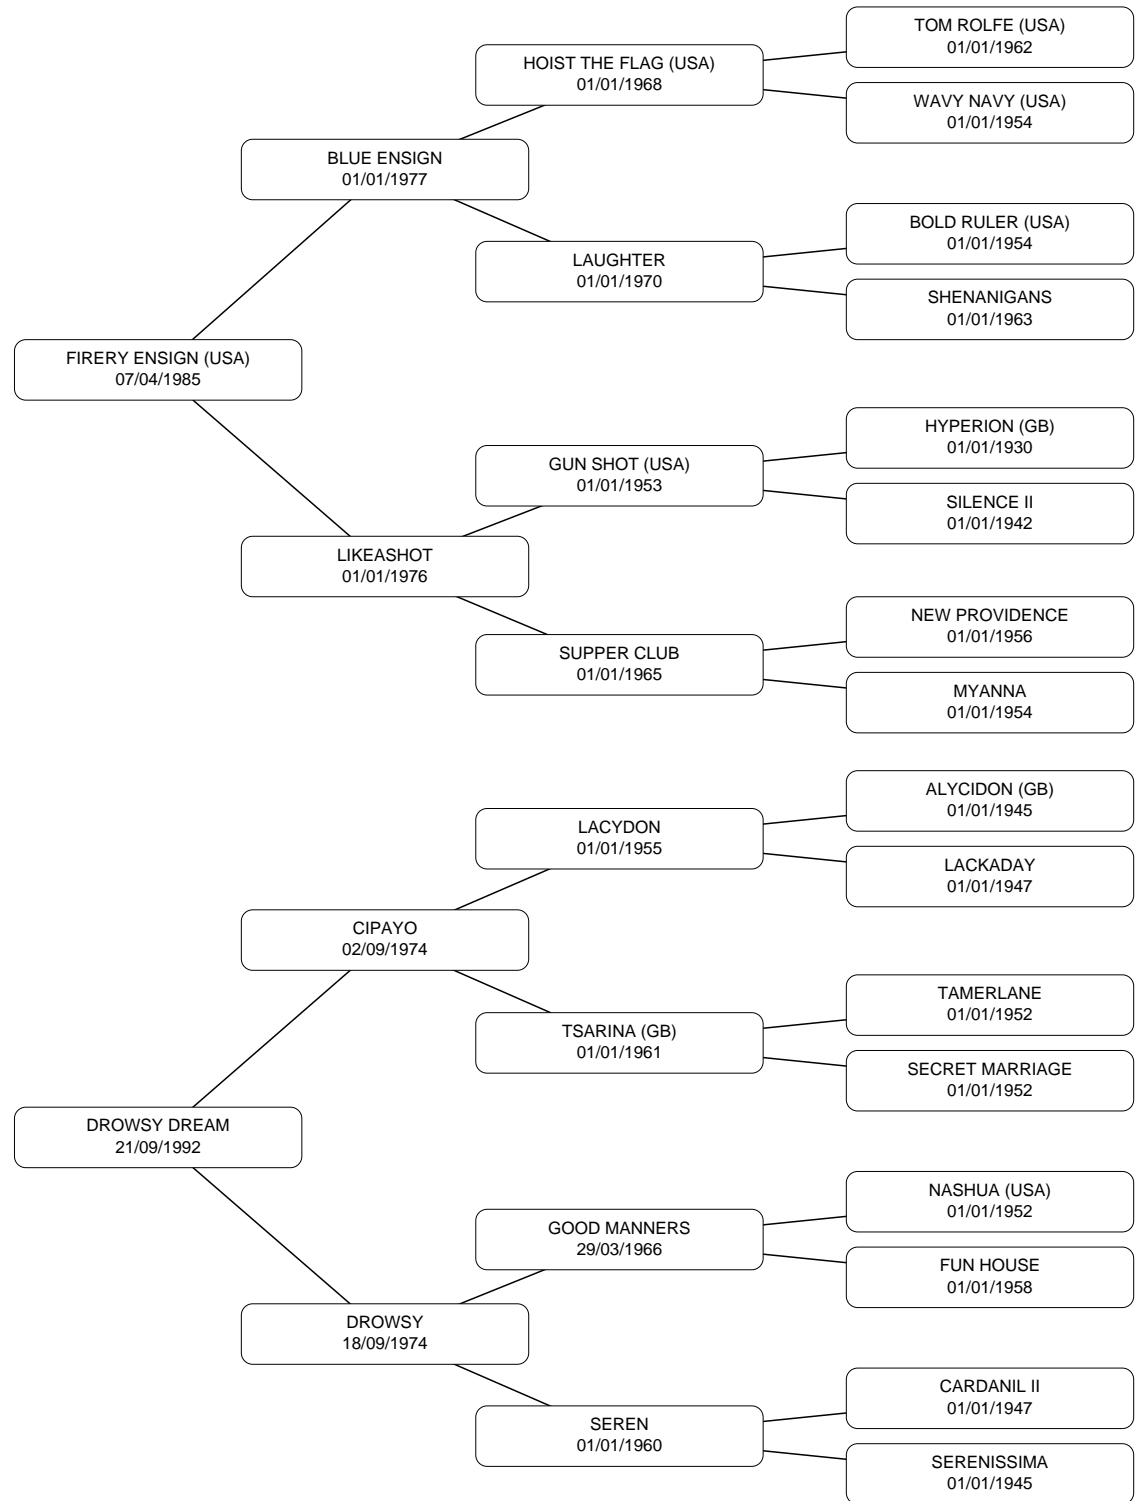 TOM ROLFE (USA)
01/01/1962
HOIST THE FLAG (USA)
01/01/1968
WAVY NAVY (USA)
01/01/1954
BLUE ENSIGN
01/01/1977
BOLD RULER (USA)
01/01/1954
LAUGHTER
01/01/1970
SHENANIGANS
01/01/1963
FIRERY ENSIGN (USA)
07/04/1985
HYPERION (GB)
01/01/1930
GUN SHOT (USA)
01/01/1953
SILENCE II
01/01/1942
LIKEASHOT
01/01/1976
NEW PROVIDENCE
01/01/1956
SUPPER CLUB
01/01/1965
MYANNA
01/01/1954
ALYCIDON (GB)
01/01/1945
LACYDON
01/01/1955
LACKADAY
01/01/1947
CIPAYO
02/09/1974
TAMERLANE
01/01/1952
TSARINA (GB)
01/01/1961
SECRET MARRIAGE
01/01/1952
DROWSY DREAM
21/09/1992
NASHUA (USA)
01/01/1952
GOOD MANNERS
29/03/1966
FUN HOUSE
01/01/1958
DROWSY
18/09/1974
CARDANIL II
01/01/1947
SEREN
01/01/1960
SERENISSIMA
01/01/1945